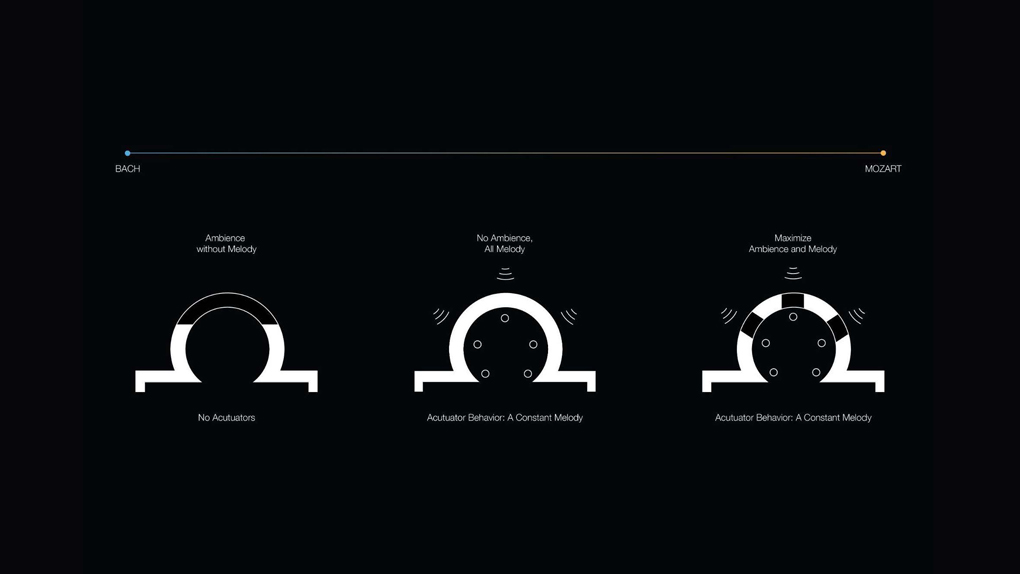 BACH
MOZART
Ambience
without Melody
No Ambience,
All Melody
Maximize
Ambience and Melody
No Acutuators
Acutuator Behavior: A Constant Melody
Acutuator Behavior: A Constant Melody